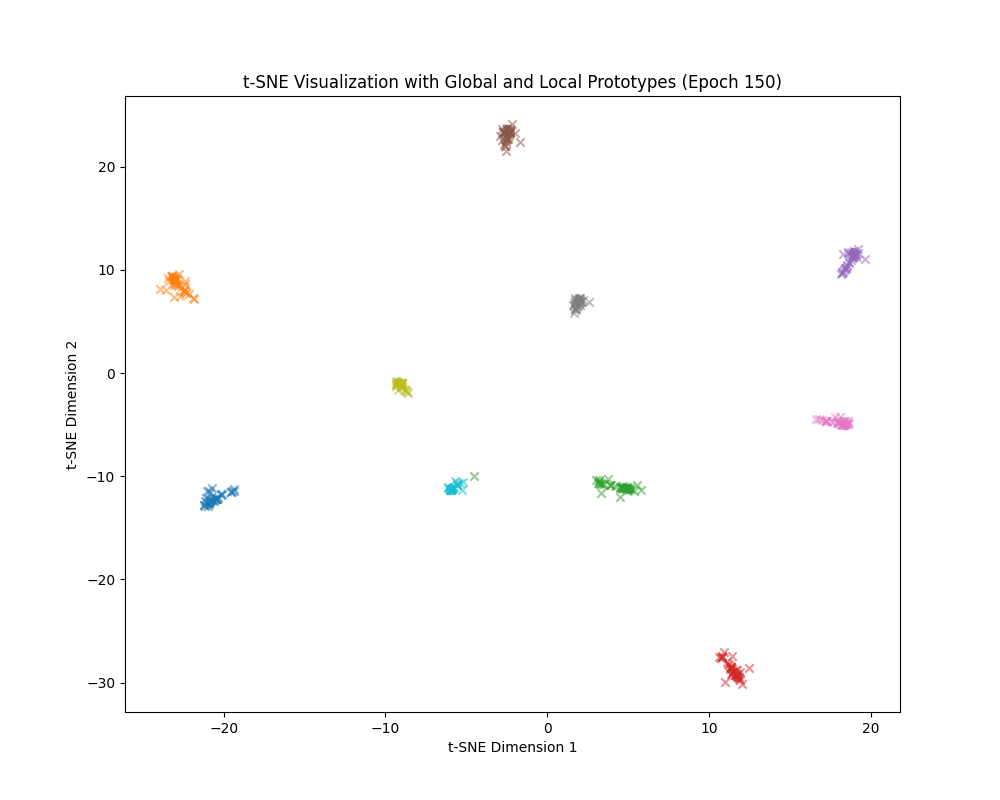 t-SNE Visualization with Global and Local Prototypes (Epoch 150)
20
10
0
−10
−20
−30
t-SNE Dimension 2
−20 −10 0 10 20
t-SNE Dimension 1